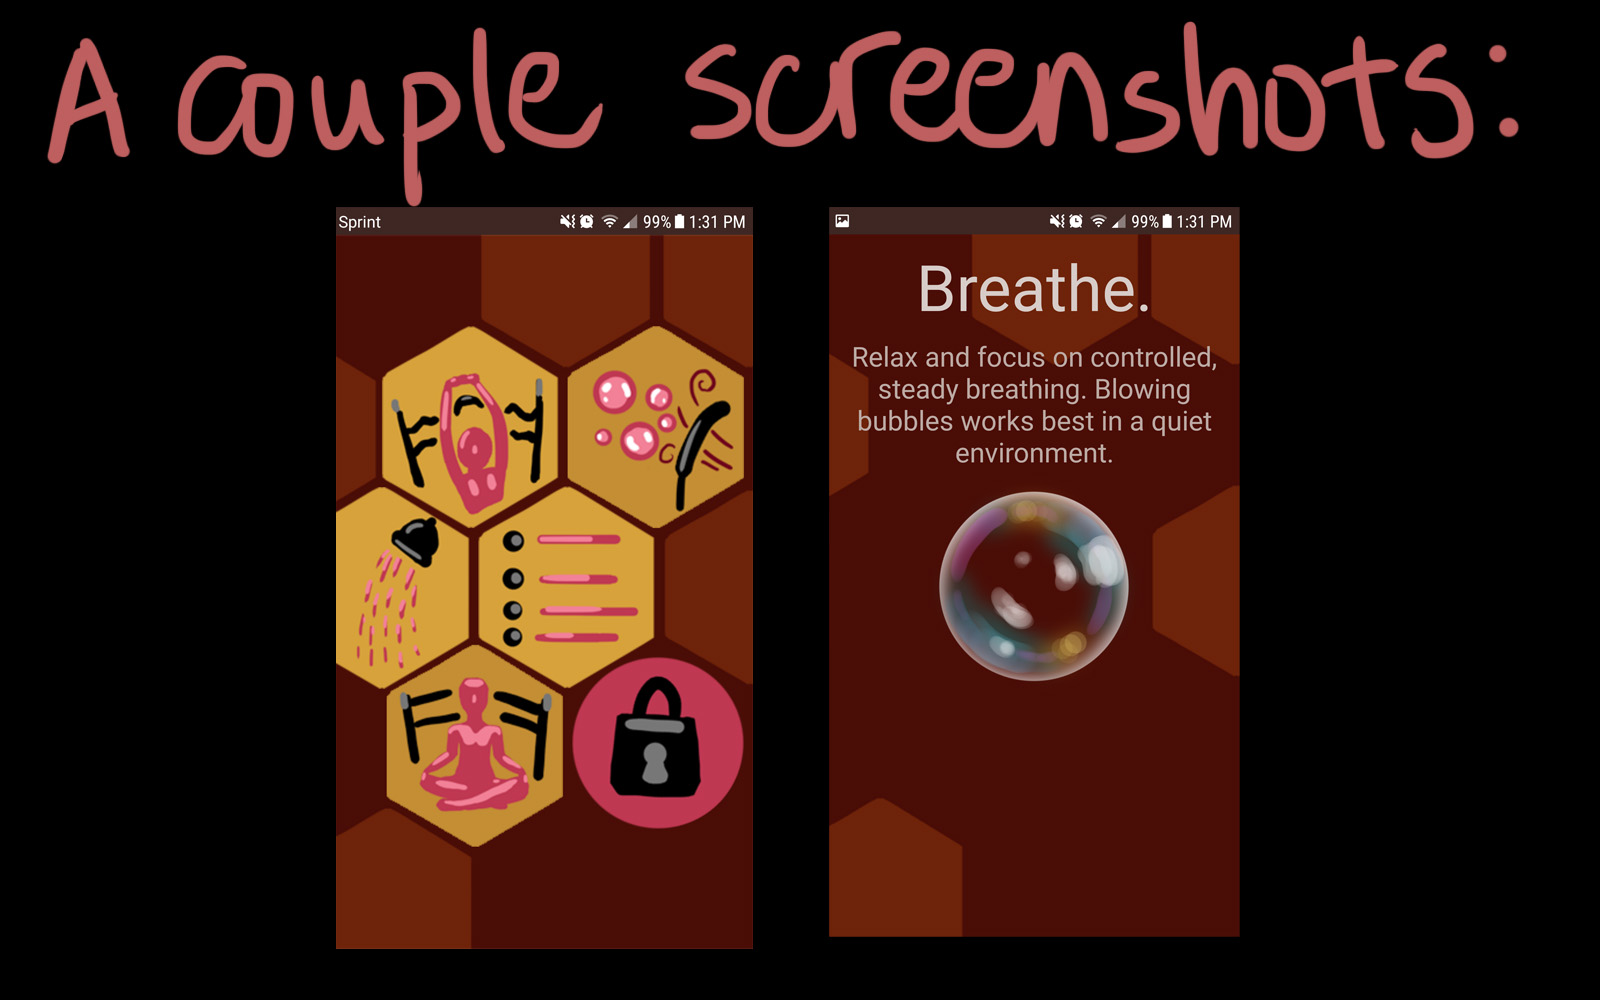 A couple screenshots:
Sprint 99% 1:31 PM
99% 1:31 PM
Breathe.
Relax and focus on controlled,
steady breathing. Blowing
bubbles works best in a quiet
environment.